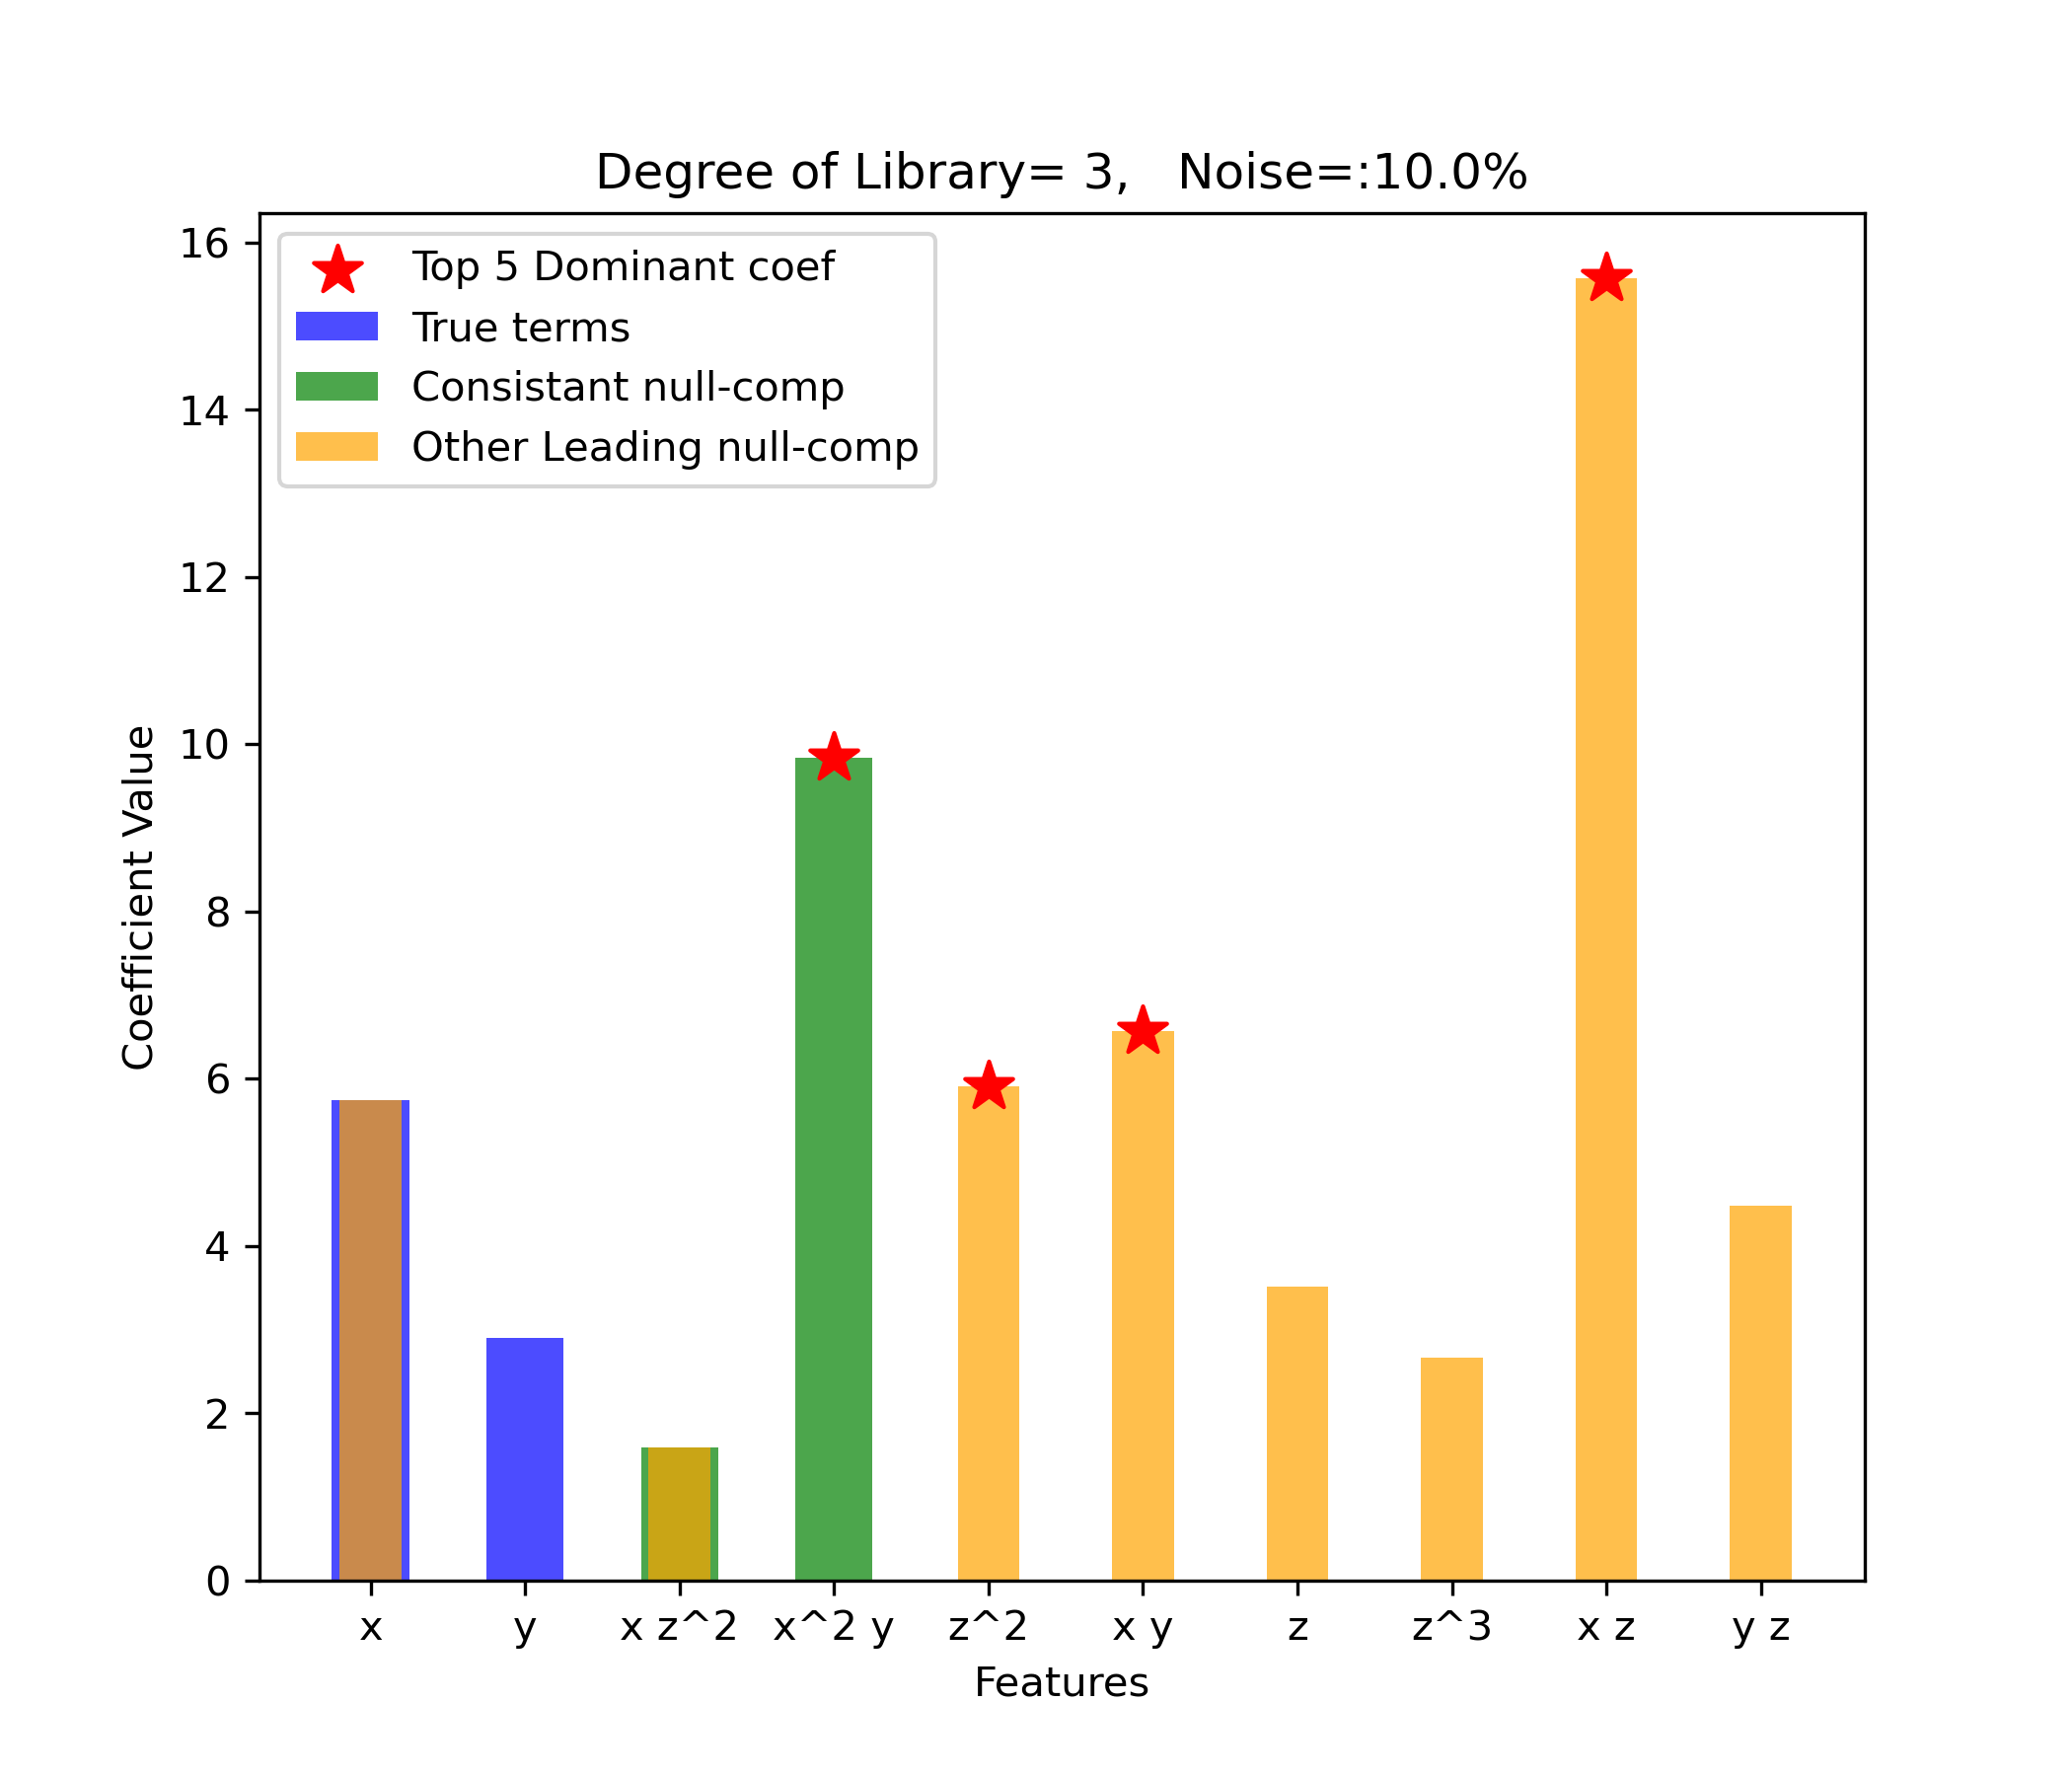 Degree of Library= 3,   Noise=:10.0%
Top 5 Dominant coef
True terms
Consistant null-comp
Other Leading null-comp
16
14
12
10
8
6
4
2
0
Coefficient Value
x y x z^2 x^2 y z^2 x y z z^3 x z y z
Features